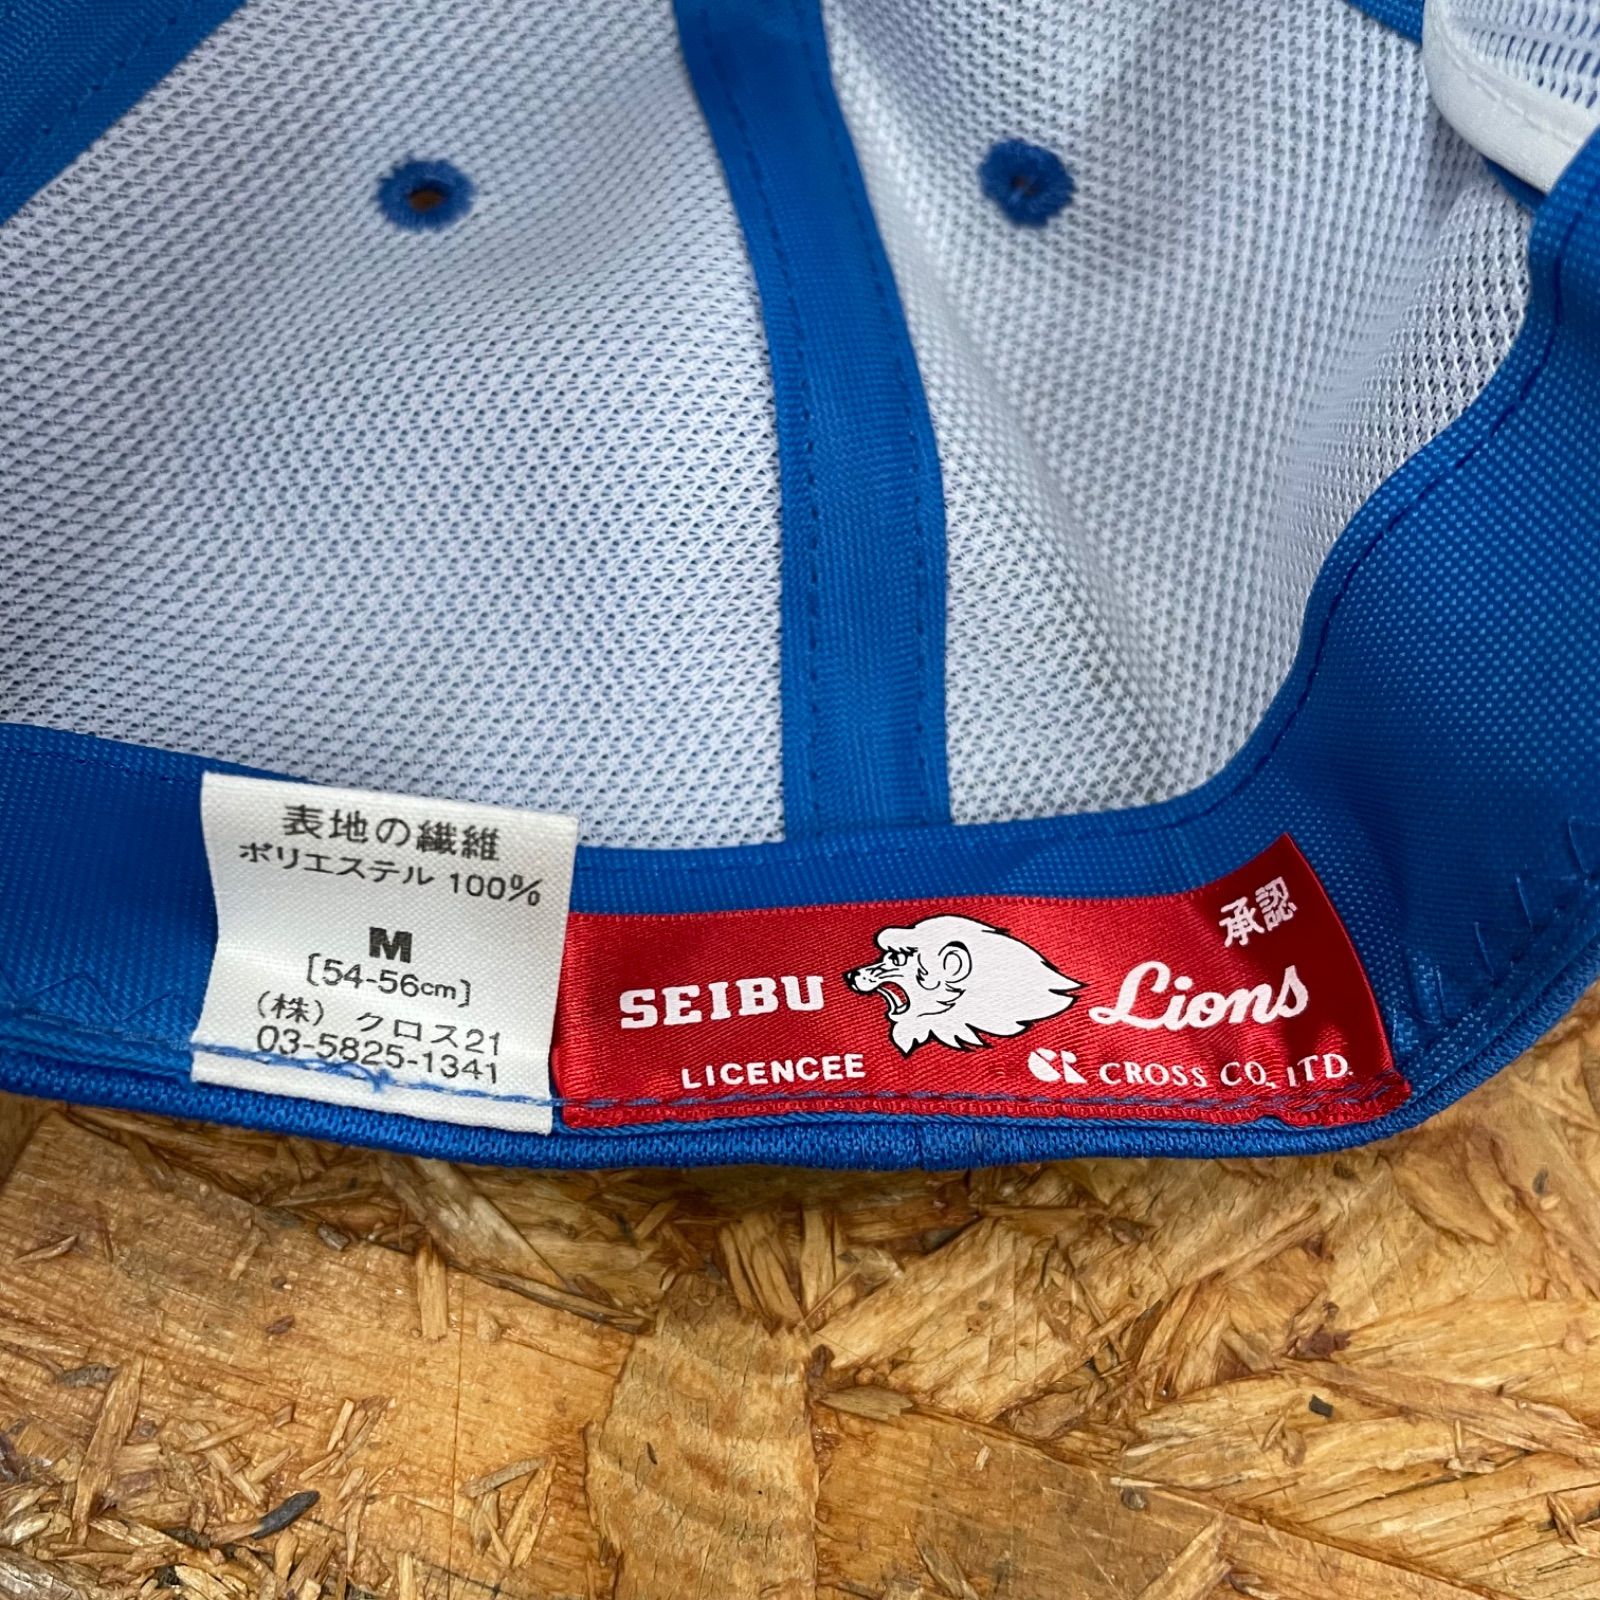 表地の繊維
ポリエステル 100%
M
[54-56cm]
(株) クロス21
03-5825-1341
承認
SEIBU Lions
LICENCEE CROSS CO., LTD.